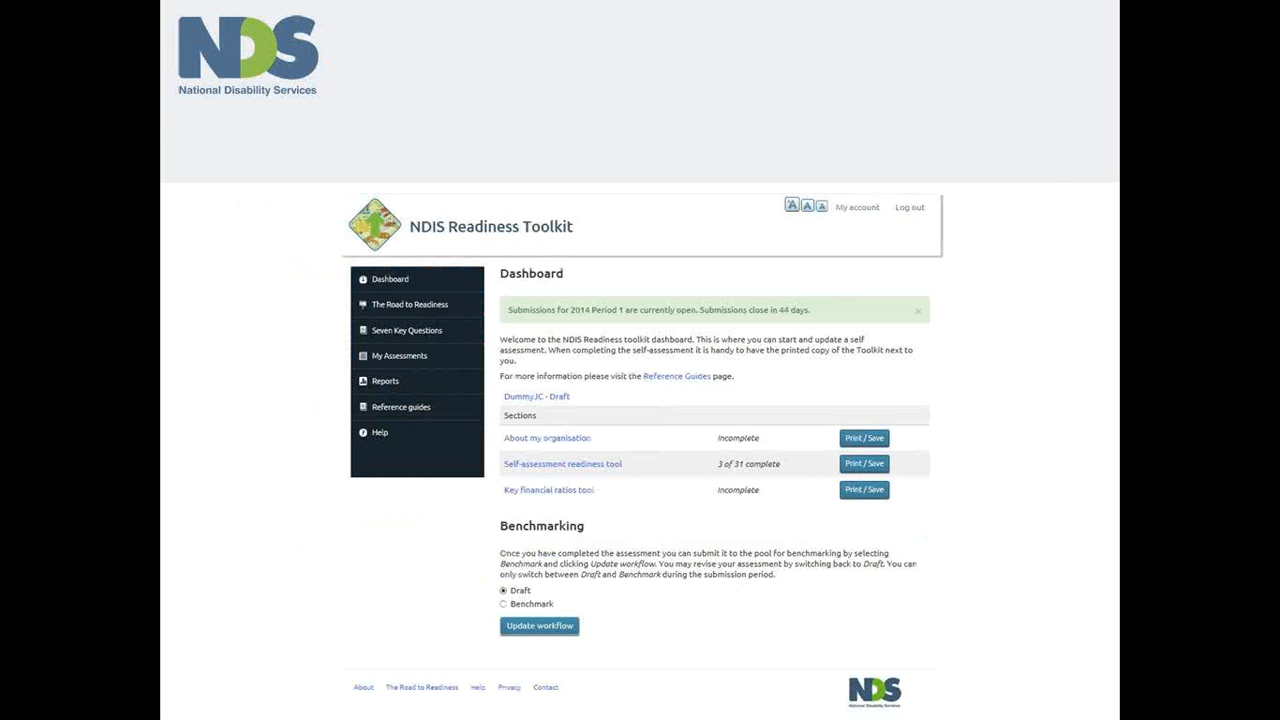 NDS
National Disability Services
NDIS Readiness Toolkit
A A A My account Log out
Dashboard
The Road to Readiness
Seven Key Questions
My Assessments
Reports
Reference guides
Help
Dashboard
Submissions for 2014 Period 1 are currently open. Submissions close in 44 days. ×
Welcome to the NDIS Readiness toolkit dashboard. This is where you can start and update a self
assessment. When completing the self-assessment it is handy to have the printed copy of the Toolkit next to
you.
For more information please visit the Reference Guides page.
DummyJC - Draft
Sections
About my organisation Incomplete Print / Save
Self-assessment readiness tool 3 of 31 complete Print / Save
Key financial ratios tool Incomplete Print / Save
Benchmarking
Once you have completed the assessment you can submit it to the pool for benchmarking by selecting
Benchmark and clicking Update workflow. You may revise your assessment by switching back to Draft. You can
only switch between Draft and Benchmark during the submission period.
Draft
Benchmark
Update workflow
About The Road to Readiness Help Privacy Contact
NDS
National Disability Services